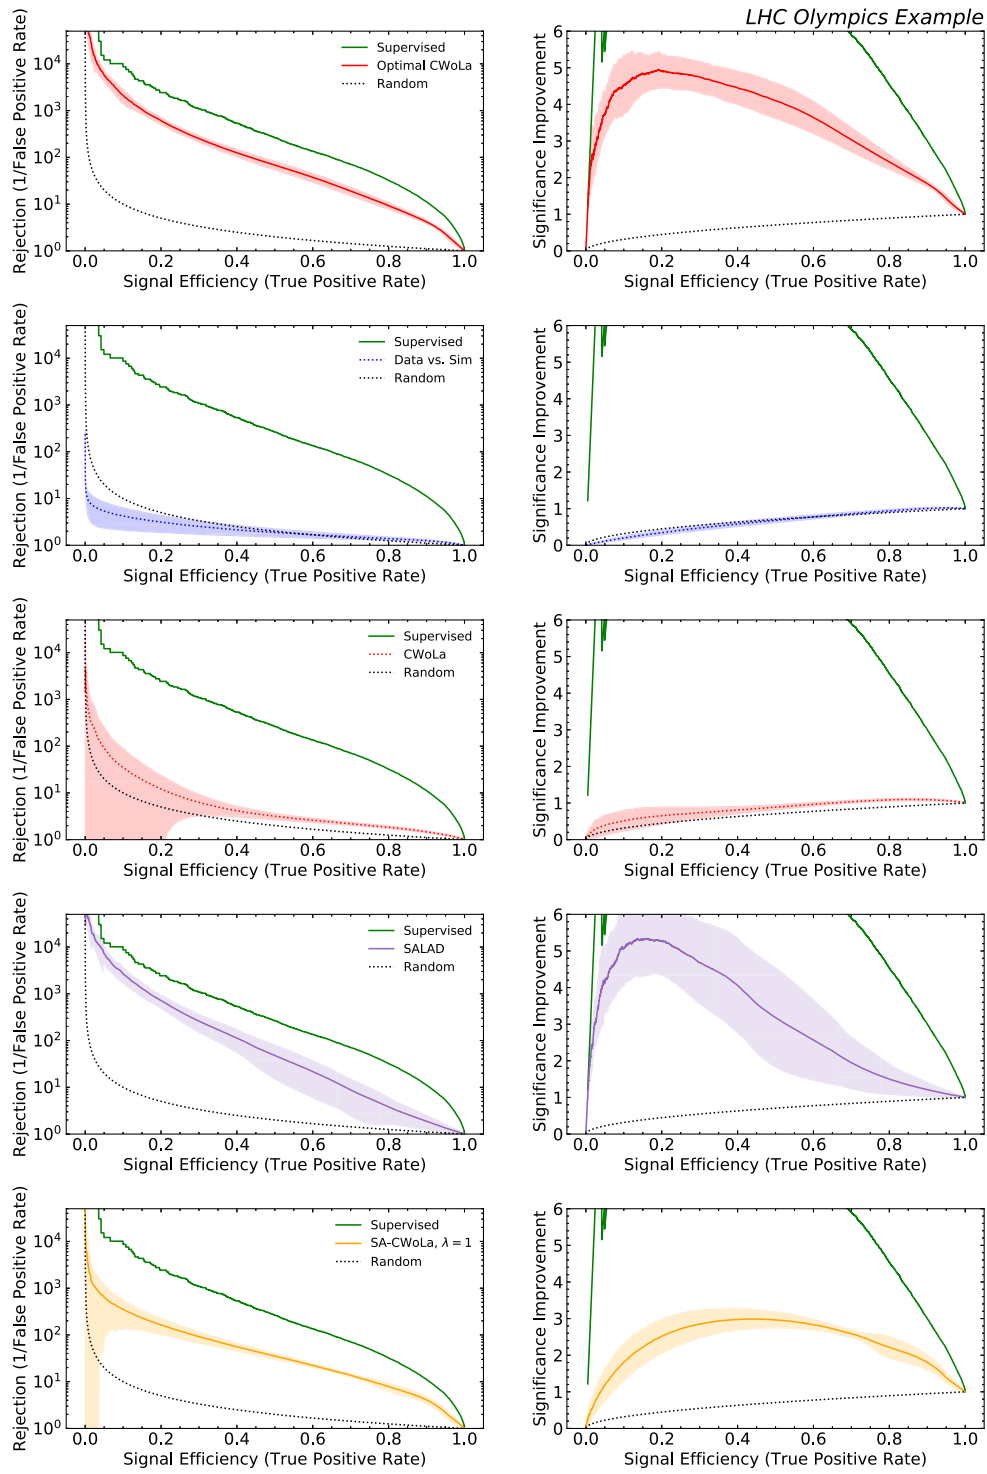 LHC Olympics Example
Rejection (1/False Positive Rate)
10^4
10^3
10^2
10^1
10^0
Supervised
Optimal CWoLa
Random
0.0 0.2 0.4 0.6 0.8 1.0
Signal Efficiency (True Positive Rate)
Significance Improvement
6
5
4
3
2
1
0
0.0 0.2 0.4 0.6 0.8 1.0
Signal Efficiency (True Positive Rate)
Rejection (1/False Positive Rate)
10^4
10^3
10^2
10^1
10^0
Supervised
Data vs. Sim
Random
0.0 0.2 0.4 0.6 0.8 1.0
Signal Efficiency (True Positive Rate)
Significance Improvement
6
5
4
3
2
1
0
0.0 0.2 0.4 0.6 0.8 1.0
Signal Efficiency (True Positive Rate)
Rejection (1/False Positive Rate)
10^4
10^3
10^2
10^1
10^0
Supervised
CWoLa
Random
0.0 0.2 0.4 0.6 0.8 1.0
Signal Efficiency (True Positive Rate)
Significance Improvement
6
5
4
3
2
1
0
0.0 0.2 0.4 0.6 0.8 1.0
Signal Efficiency (True Positive Rate)
Rejection (1/False Positive Rate)
10^4
10^3
10^2
10^1
10^0
Supervised
SALAD
Random
0.0 0.2 0.4 0.6 0.8 1.0
Signal Efficiency (True Positive Rate)
Significance Improvement
6
5
4
3
2
1
0
0.0 0.2 0.4 0.6 0.8 1.0
Signal Efficiency (True Positive Rate)
Rejection (1/False Positive Rate)
10^4
10^3
10^2
10^1
10^0
Supervised
SA-CWoLa, λ = 1
Random
0.0 0.2 0.4 0.6 0.8 1.0
Signal Efficiency (True Positive Rate)
Significance Improvement
6
5
4
3
2
1
0
0.0 0.2 0.4 0.6 0.8 1.0
Signal Efficiency (True Positive Rate)